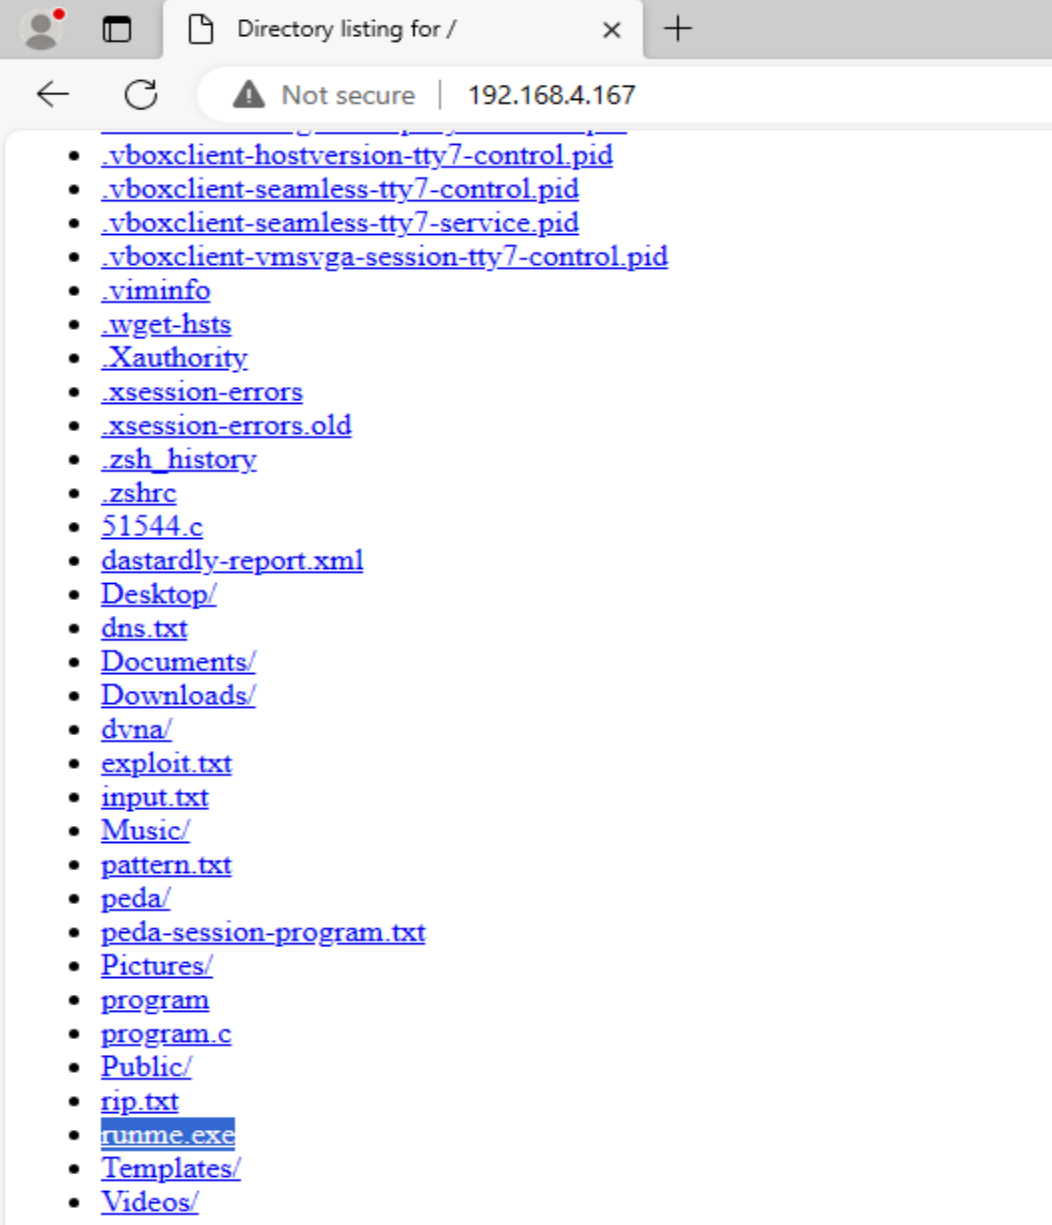 Directory listing for /
Not secure | 192.168.4.167
.vboxclient-hostversion-tty7-control.pid
.vboxclient-seamless-tty7-control.pid
.vboxclient-seamless-tty7-service.pid
.vboxclient-vmsvga-session-tty7-control.pid
.viminfo
.wget-hsts
.Xauthority
.xsession-errors
.xsession-errors.old
.zsh_history
.zshrc
51544.c
dastardly-report.xml
Desktop/
dns.txt
Documents/
Downloads/
dvna/
exploit.txt
input.txt
Music/
pattern.txt
peda/
peda-session-program.txt
Pictures/
program
program.c
Public/
rip.txt
runme.exe
Templates/
Videos/